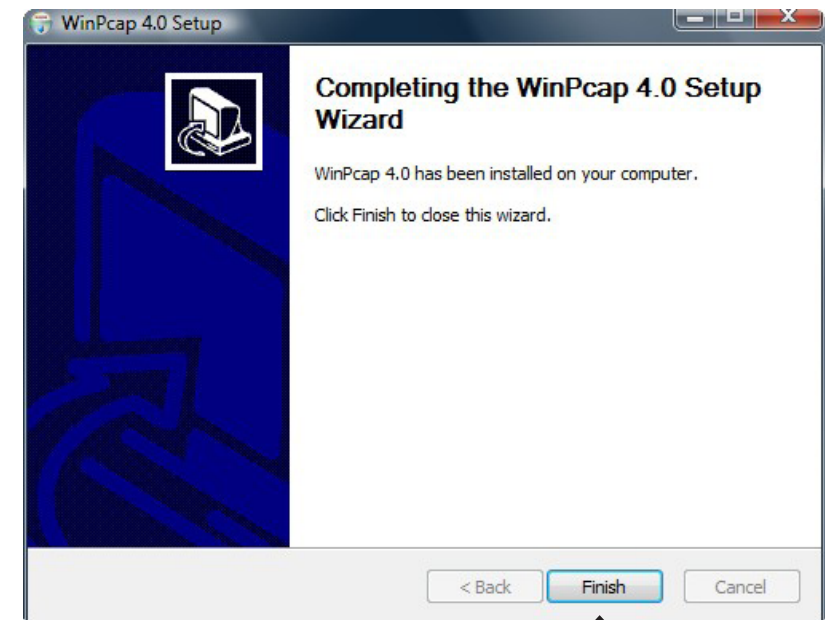 WinPcap 4.0 Setup
Completing the WinPcap 4.0 Setup
Wizard
WinPcap 4.0 has been installed on your computer.
Click Finish to close this wizard.
< Back Finish Cancel